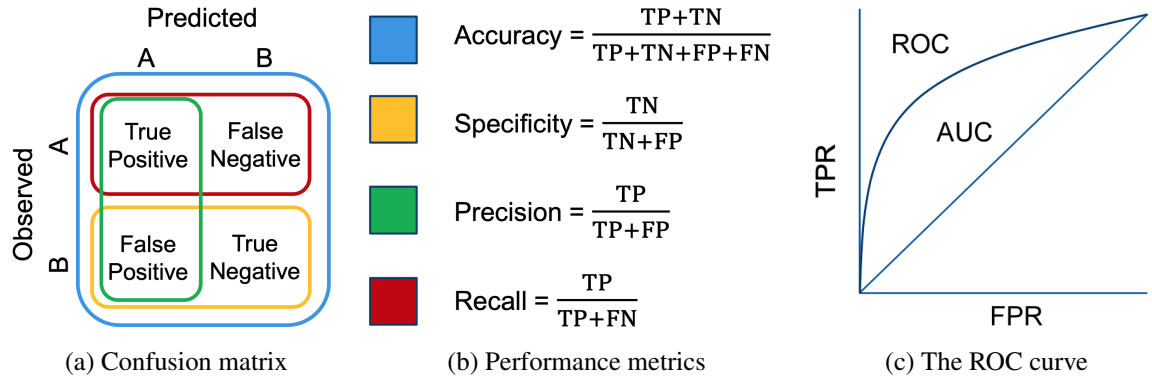 Predicted
A B
Observed
A
B
True
Positive
False
Negative
False
Positive
True
Negative
(a) Confusion matrix
Accuracy = TP+TN
TP+TN+FP+FN
Specificity = TN
TN+FP
Precision = TP
TP+FP
Recall = TP
TP+FN
(b) Performance metrics
ROC
AUC
TPR
FPR
(c) The ROC curve